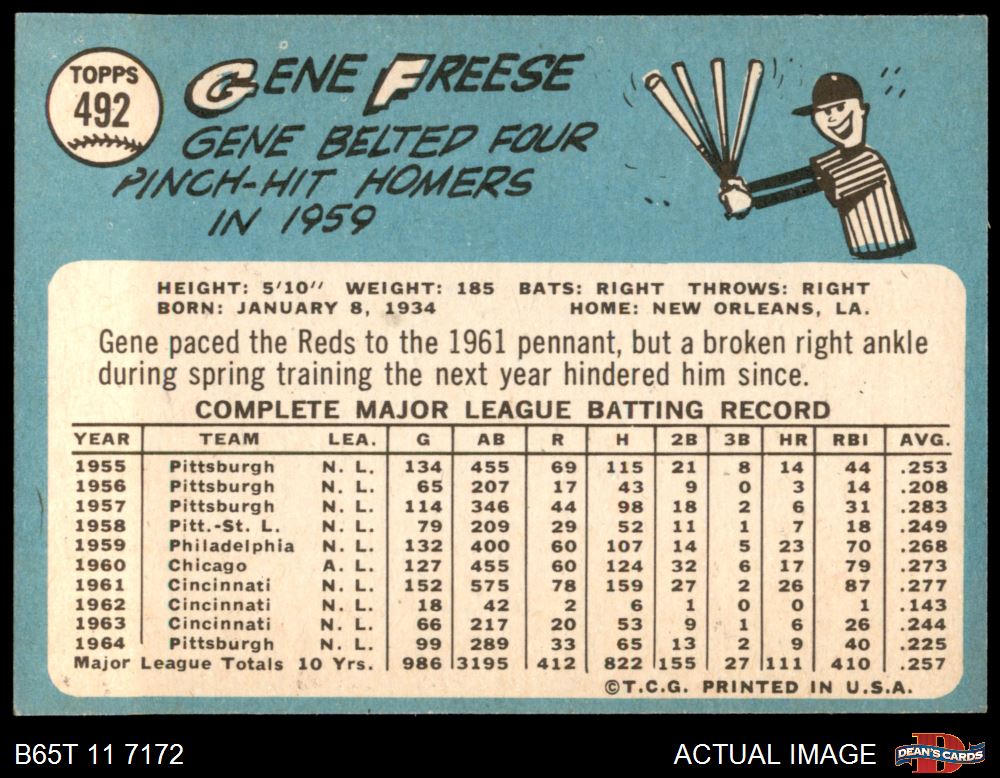 TOPPS
492
GENE FREESE
GENE BELTED FOUR
PINCH-HIT HOMERS
IN 1959
HEIGHT: 5'10" WEIGHT: 185 BATS: RIGHT THROWS: RIGHT
BORN: JANUARY 8, 1934 HOME: NEW ORLEANS, LA.
Gene paced the Reds to the 1961 pennant, but a broken right ankle
during spring training the next year hindered him since.
COMPLETE MAJOR LEAGUE BATTING RECORD
YEAR TEAM LEA. G AB R H 2B 3B HR RBI AVG.
1955 Pittsburgh N. L. 134 455 69 115 21 8 14 44 .253
1956 Pittsburgh N. L. 65 207 17 43 9 0 3 14 .208
1957 Pittsburgh N. L. 114 346 44 98 18 2 6 31 .283
1958 Pitt.-St. L. N. L. 79 209 29 52 11 1 7 18 .249
1959 Philadelphia N. L. 132 400 60 107 14 5 23 70 .268
1960 Chicago A. L. 127 455 60 124 32 6 17 79 .273
1961 Cincinnati N. L. 152 575 78 159 27 2 26 87 .277
1962 Cincinnati N. L. 18 42 2 6 1 0 0 1 .143
1963 Cincinnati N. L. 66 217 20 53 9 1 6 26 .244
1964 Pittsburgh N. L. 99 289 33 65 13 2 9 40 .225
Major League Totals 10 Yrs. 986 3195 412 822 155 27 111 410 .257
©T.C.G. PRINTED IN U.S.A.
B65T 11 7172 ACTUAL IMAGE DEAN'S CARDS